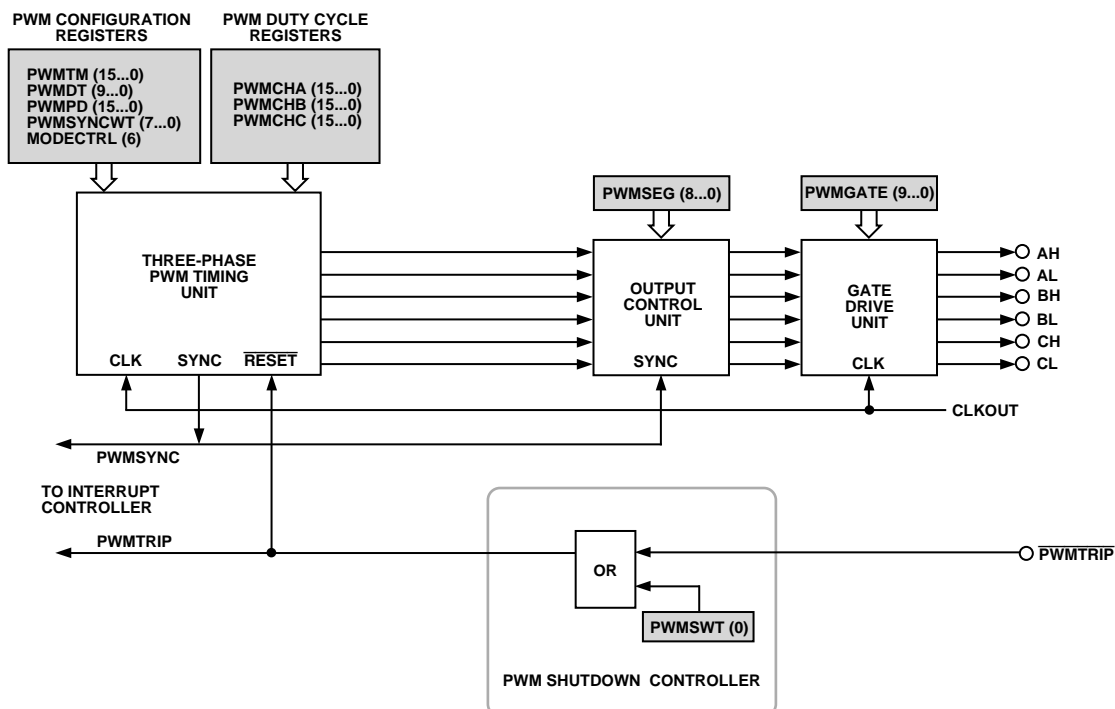 PWM CONFIGURATION
REGISTERS
PWM DUTY CYCLE
REGISTERS
PWMTM (15...0)
PWMDT (9...0)
PWMPD (15...0)
PWMSYNCWT (7...0)
MODECTRL (6)
PWMCHA (15...0)
PWMCHB (15...0)
PWMCHC (15...0)
PWMSEG (8...0)
PWMGATE (9...0)
THREE-PHASE
PWM TIMING
UNIT
CLK
SYNC
RESET
OUTPUT
CONTROL
UNIT
SYNC
GATE
DRIVE
UNIT
CLK
AH
AL
BH
BL
CH
CL
CLKOUT
PWMSYNC
TO INTERRUPT
CONTROLLER
PWMTRIP
OR
PWMTRIP
PWMSWT (0)
PWM SHUTDOWN CONTROLLER